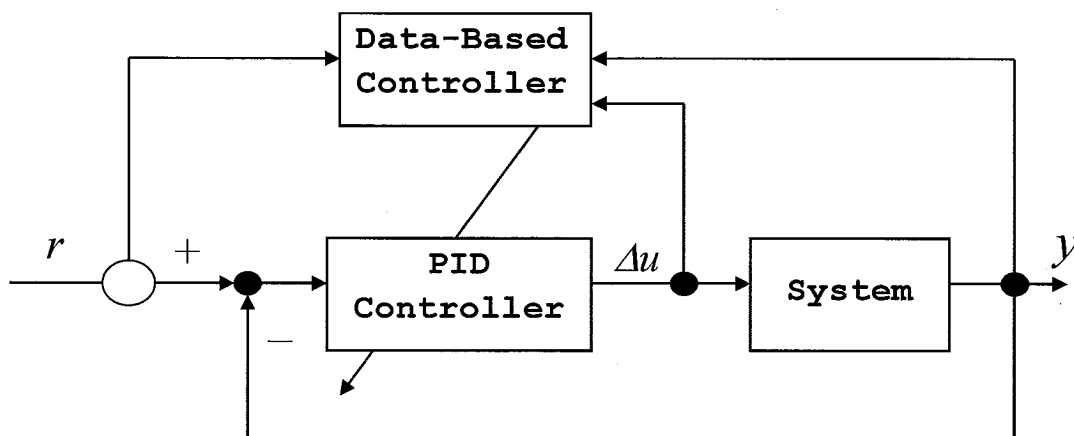 Data-Based
Controller
r
+
PID
Controller
Δu
System
y
−